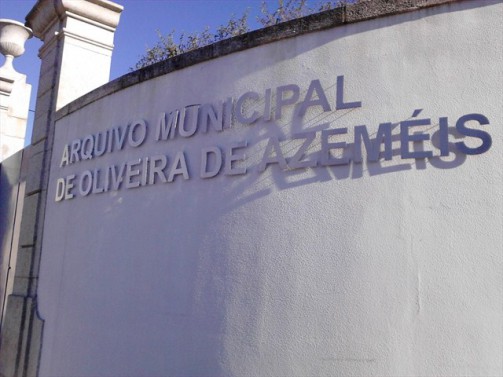 ARQUIVO MUNICIPAL
DE OLIVEIRA DE AZEMÉIS